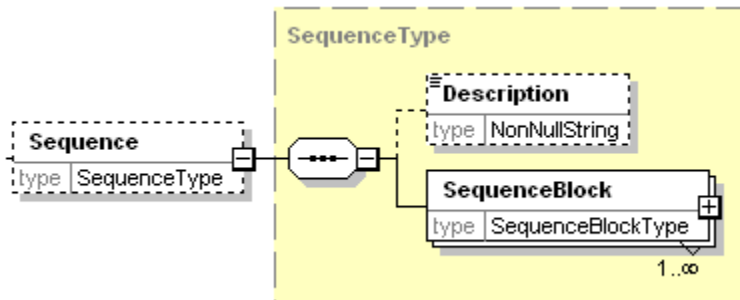 SequenceType
Description
type NonNullString
Sequence
type SequenceType
SequenceBlock
type SequenceBlockType
1..∞